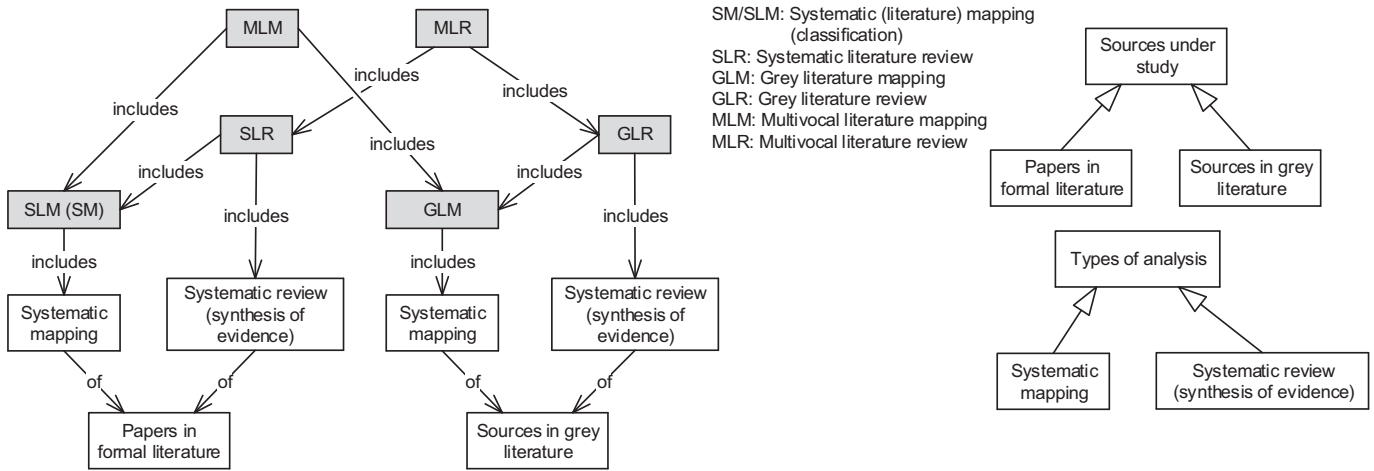 MLM
MLR
includes
includes
includes
includes
SLR
GLR
includes
includes
includes
includes
SLM (SM)
GLM
includes
includes
Systematic
mapping
Systematic review
(synthesis of
evidence)
Systematic
mapping
Systematic review
(synthesis of
evidence)
of
of
of
of
Papers in
formal literature
Sources in grey
literature
SM/SLM: Systematic (literature) mapping
(classification)
SLR: Systematic literature review
GLM: Grey literature mapping
GLR: Grey literature review
MLM: Multivocal literature mapping
MLR: Multivocal literature review
Sources under
study
Papers in
formal literature
Sources in grey
literature
Types of analysis
Systematic
mapping
Systematic review
(synthesis of evidence)